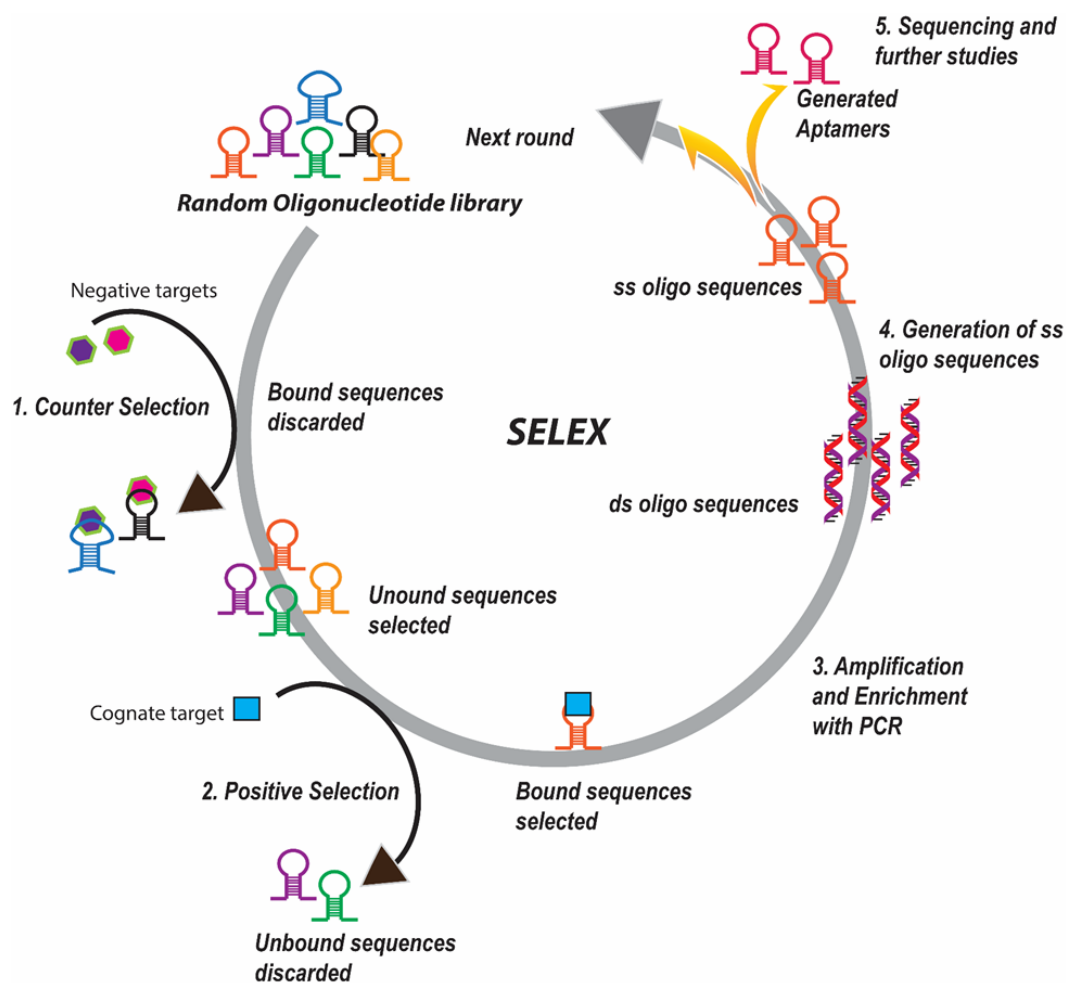 5. Sequencing and
further studies
Generated
Aptamers
Next round
Random Oligonucleotide library
ss oligo sequences
Negative targets
4. Generation of ss
oligo sequences
1. Counter Selection
Bound sequences
discarded
SELEX
ds oligo sequences
Unound sequences
selected
3. Amplification
and Enrichment
with PCR
Cognate target
2. Positive Selection
Bound sequences
selected
Unbound sequences
discarded